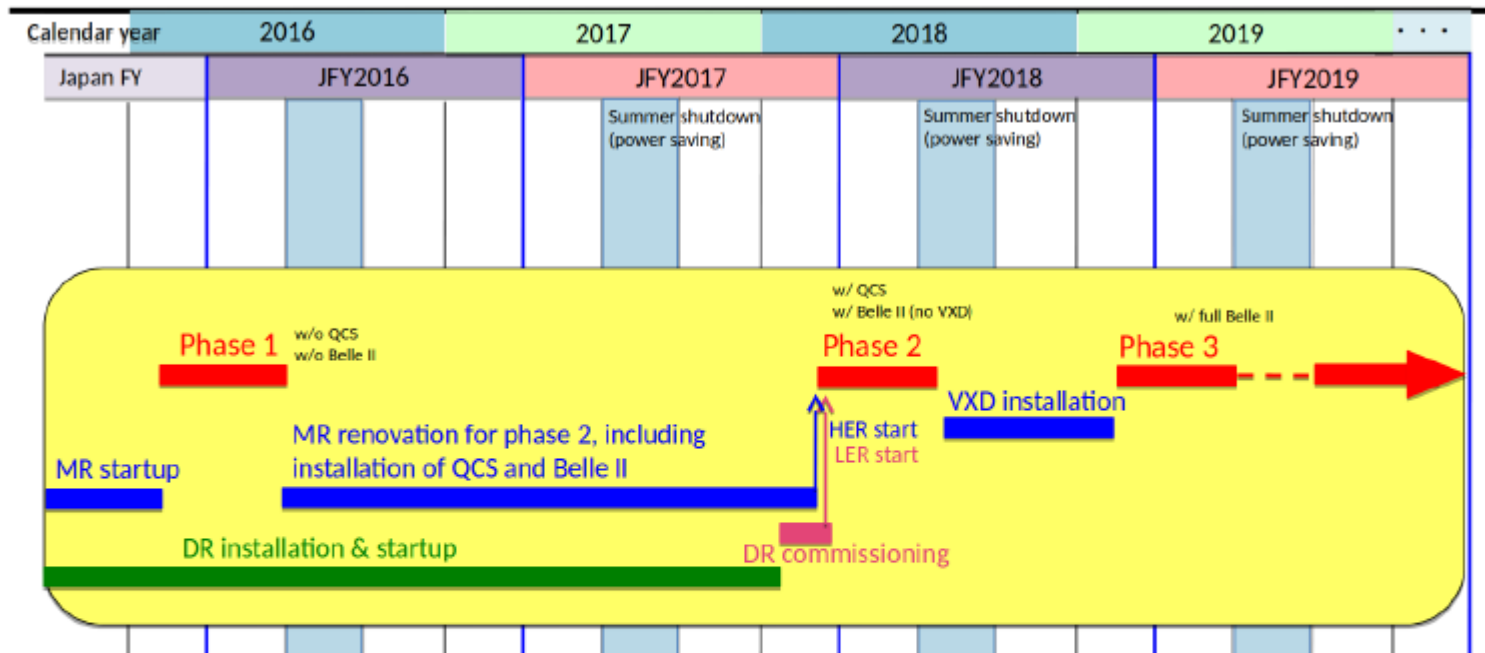 Calendar year 2016 2017 2018 2019 . . .
Japan FY JFY2016 JFY2017 JFY2018 JFY2019
Summer shutdown
(power saving)
Summer shutdown
(power saving)
Summer shutdown
(power saving)
Phase 1
w/o QCS
w/o Belle II
w/ QCS
w/ Belle II (no VXD)
Phase 2
w/ full Belle II
Phase 3
VXD installation
HER start
LER start
MR renovation for phase 2, including
installation of QCS and Belle II
MR startup
DR installation & startup
DR commissioning